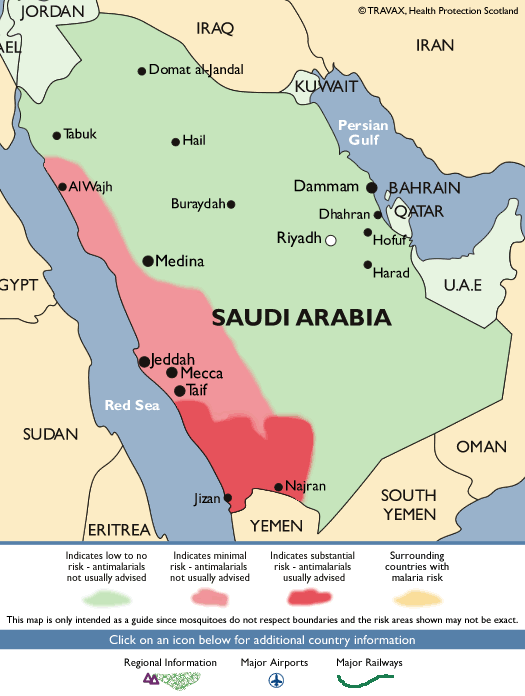 JORDAN
© TRAVAX, Health Protection Scotland
IRAQ
IRAN
AEL
Domat al-Jandal
KUWAIT
Persian
Gulf
Tabuk
Hail
Al Wajh
Dammam
BAHRAIN
Buraydah
Dhahran
QATAR
Riyadh
Hofuf
Medina
Harad
GYPT
U.A.E
SAUDI ARABIA
Jeddah
Mecca
Taif
Red Sea
SUDAN
OMAN
Najran
Jizan
SOUTH
YEMEN
YEMEN
ERITREA
Indicates low to no
risk - antimalarials
not usually advised
Indicates minimal
risk - antimalarials
not usually advised
Indicates substantial
risk - antimalarials
usually advised
Surrounding
countries with
malaria risk
This map is only intended as a guide since mosquitoes do not respect boundaries and the risk areas shown may not be exact.
Click on an icon below for additional country information
Regional Information
Major Airports
Major Railways